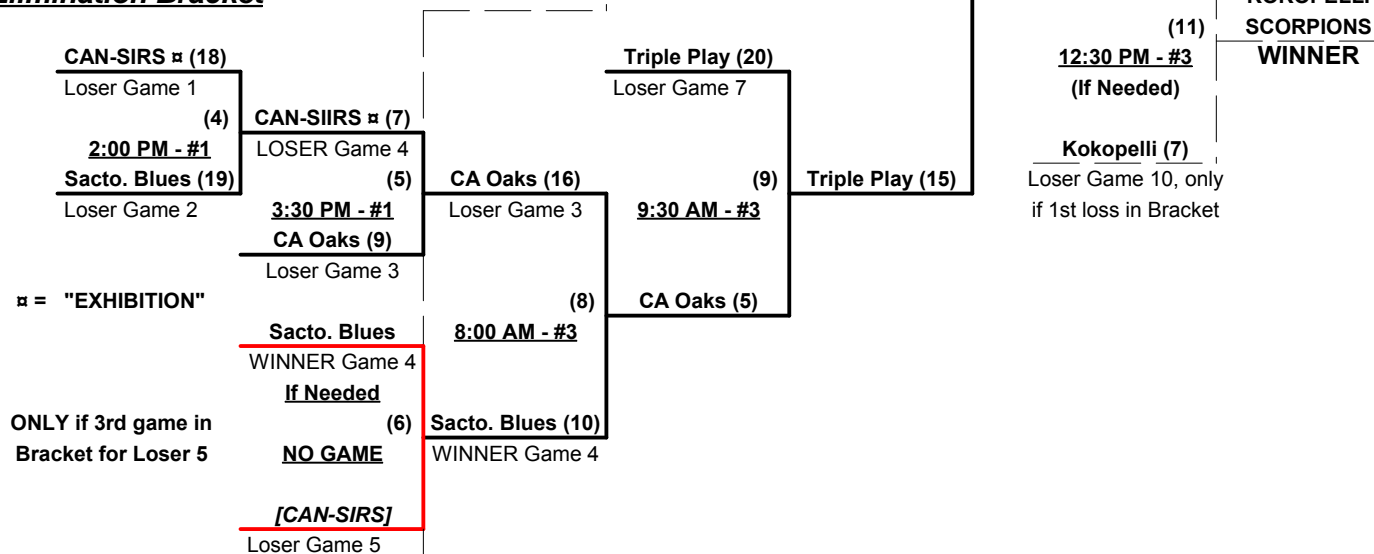 Elimination Bracket
CAN-SIRS ¤ (18)
Loser Game 1
(4)
2:00 PM - #1
Sacto. Blues (19)
Loser Game 2
CAN-SIIRS ¤ (7)
LOSER Game 4
(5)
3:30 PM - #1
CA Oaks (9)
Loser Game 3
¤ = "EXHIBITION"
Sacto. Blues
WINNER Game 4
If Needed
ONLY if 3rd game in
Bracket for Loser 5
(6)
NO GAME
[CAN-SIRS]
Loser Game 5
CA Oaks (16)
Loser Game 3
(8)
8:00 AM - #3
Sacto. Blues (10)
WINNER Game 4
Triple Play (20)
Loser Game 7
(9)
9:30 AM - #3
CA Oaks (5)
Triple Play (15)
(11)
12:30 PM - #3
(If Needed)
Kokopelli (7)
Loser Game 10, only
if 1st loss in Bracket
KOKOPELLI
SCORPIONS
WINNER